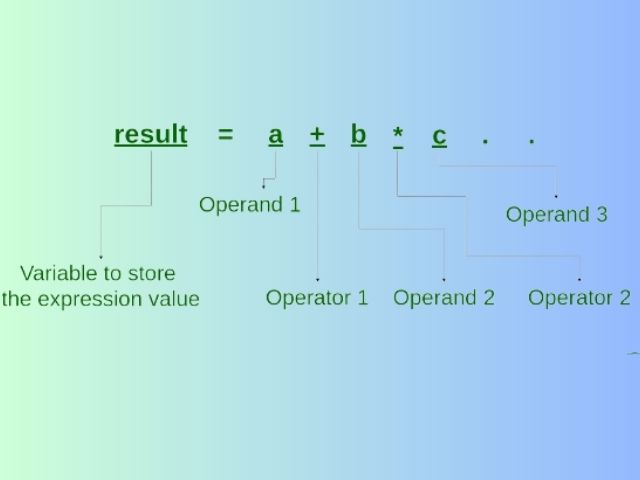 result = a + b * c . .
Operand 1
Operand 3
Variable to store
the expression value
Operator 1
Operand 2
Operator 2